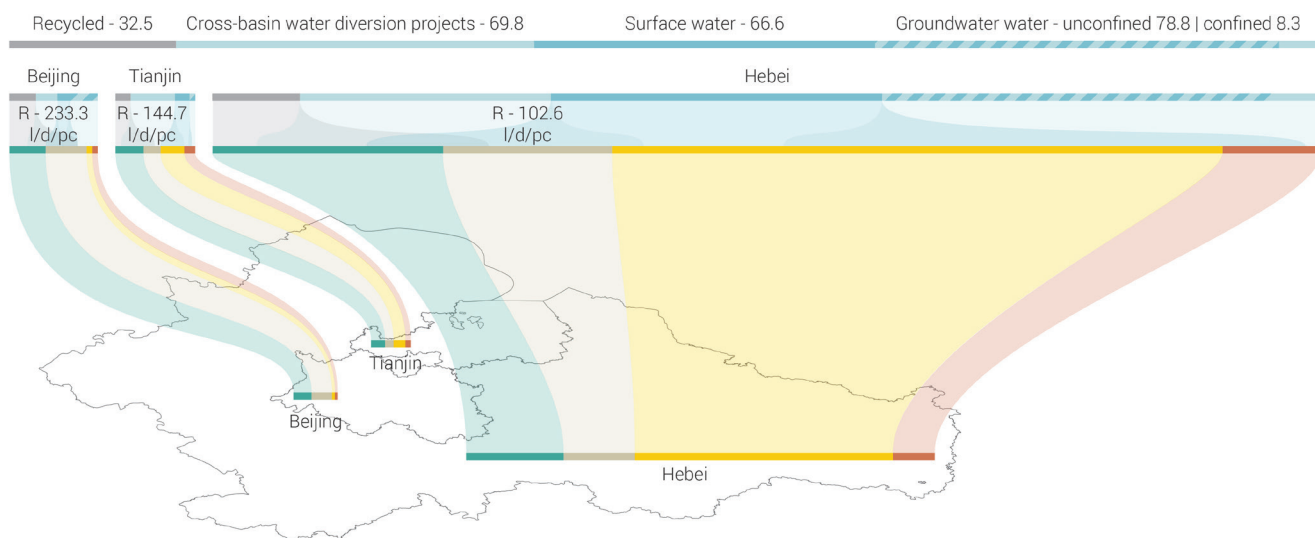 Recycled - 32.5
Cross-basin water diversion projects - 69.8
Surface water - 66.6
Groundwater water - unconfined 78.8 | confined 8.3
Beijing
Tianjin
Hebei
R - 233.3
l/d/pc
R - 144.7
l/d/pc
R - 102.6
l/d/pc
Tianjin
Beijing
Hebei